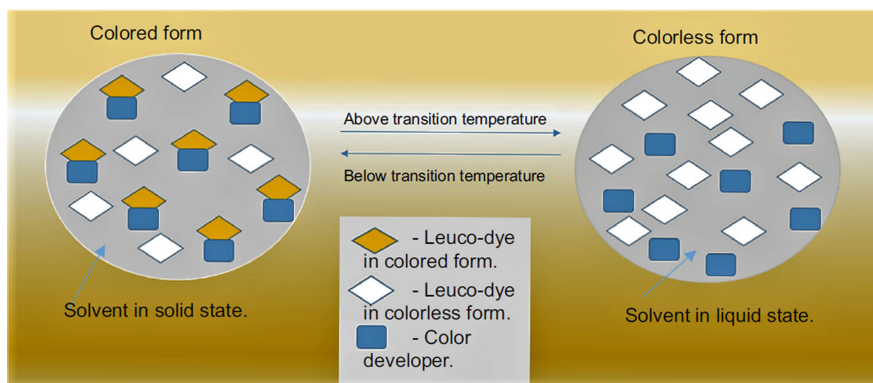 Colored form
Colorless form
Above transition temperature
Below transition temperature
- Leuco-dye
in colored form.
- Leuco-dye
in colorless form.
- Color
developer.
Solvent in solid state.
Solvent in liquid state.